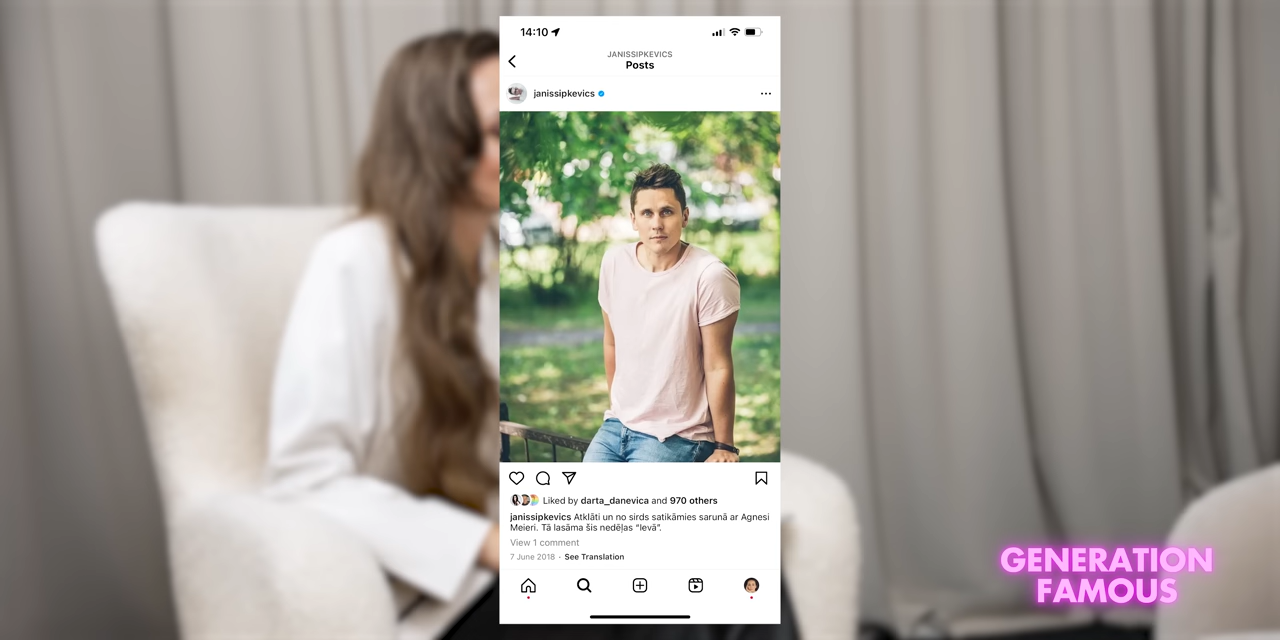 14:10
JANISSIPKEVICS
Posts
janissipkevics
Liked by darta_danevica and 970 others
janissipkevics Atklāti un no sirds satikāmies sarunā ar Agnesi
Meieri. Tā lasāma šis nedēļas “Ievā”.
View 1 comment
7 June 2018 · See Translation
GENERATION
FAMOUS